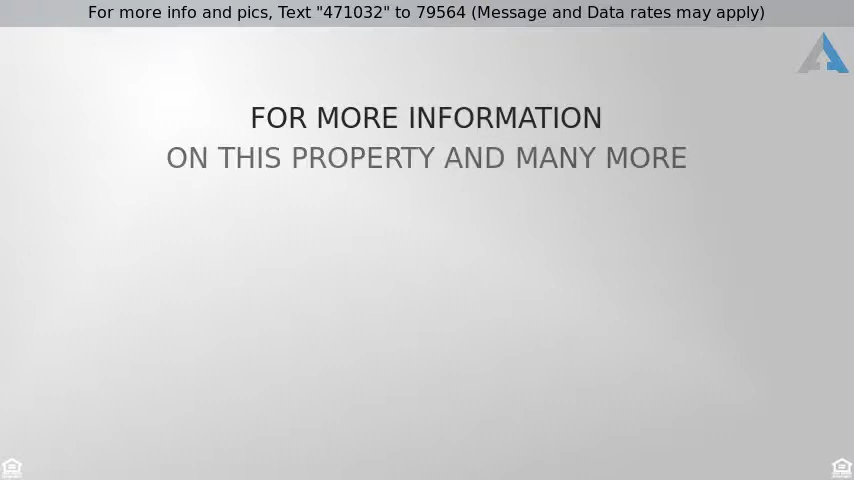 For more info and pics, Text "471032" to 79564 (Message and Data rates may apply)
FOR MORE INFORMATION
ON THIS PROPERTY AND MANY MORE